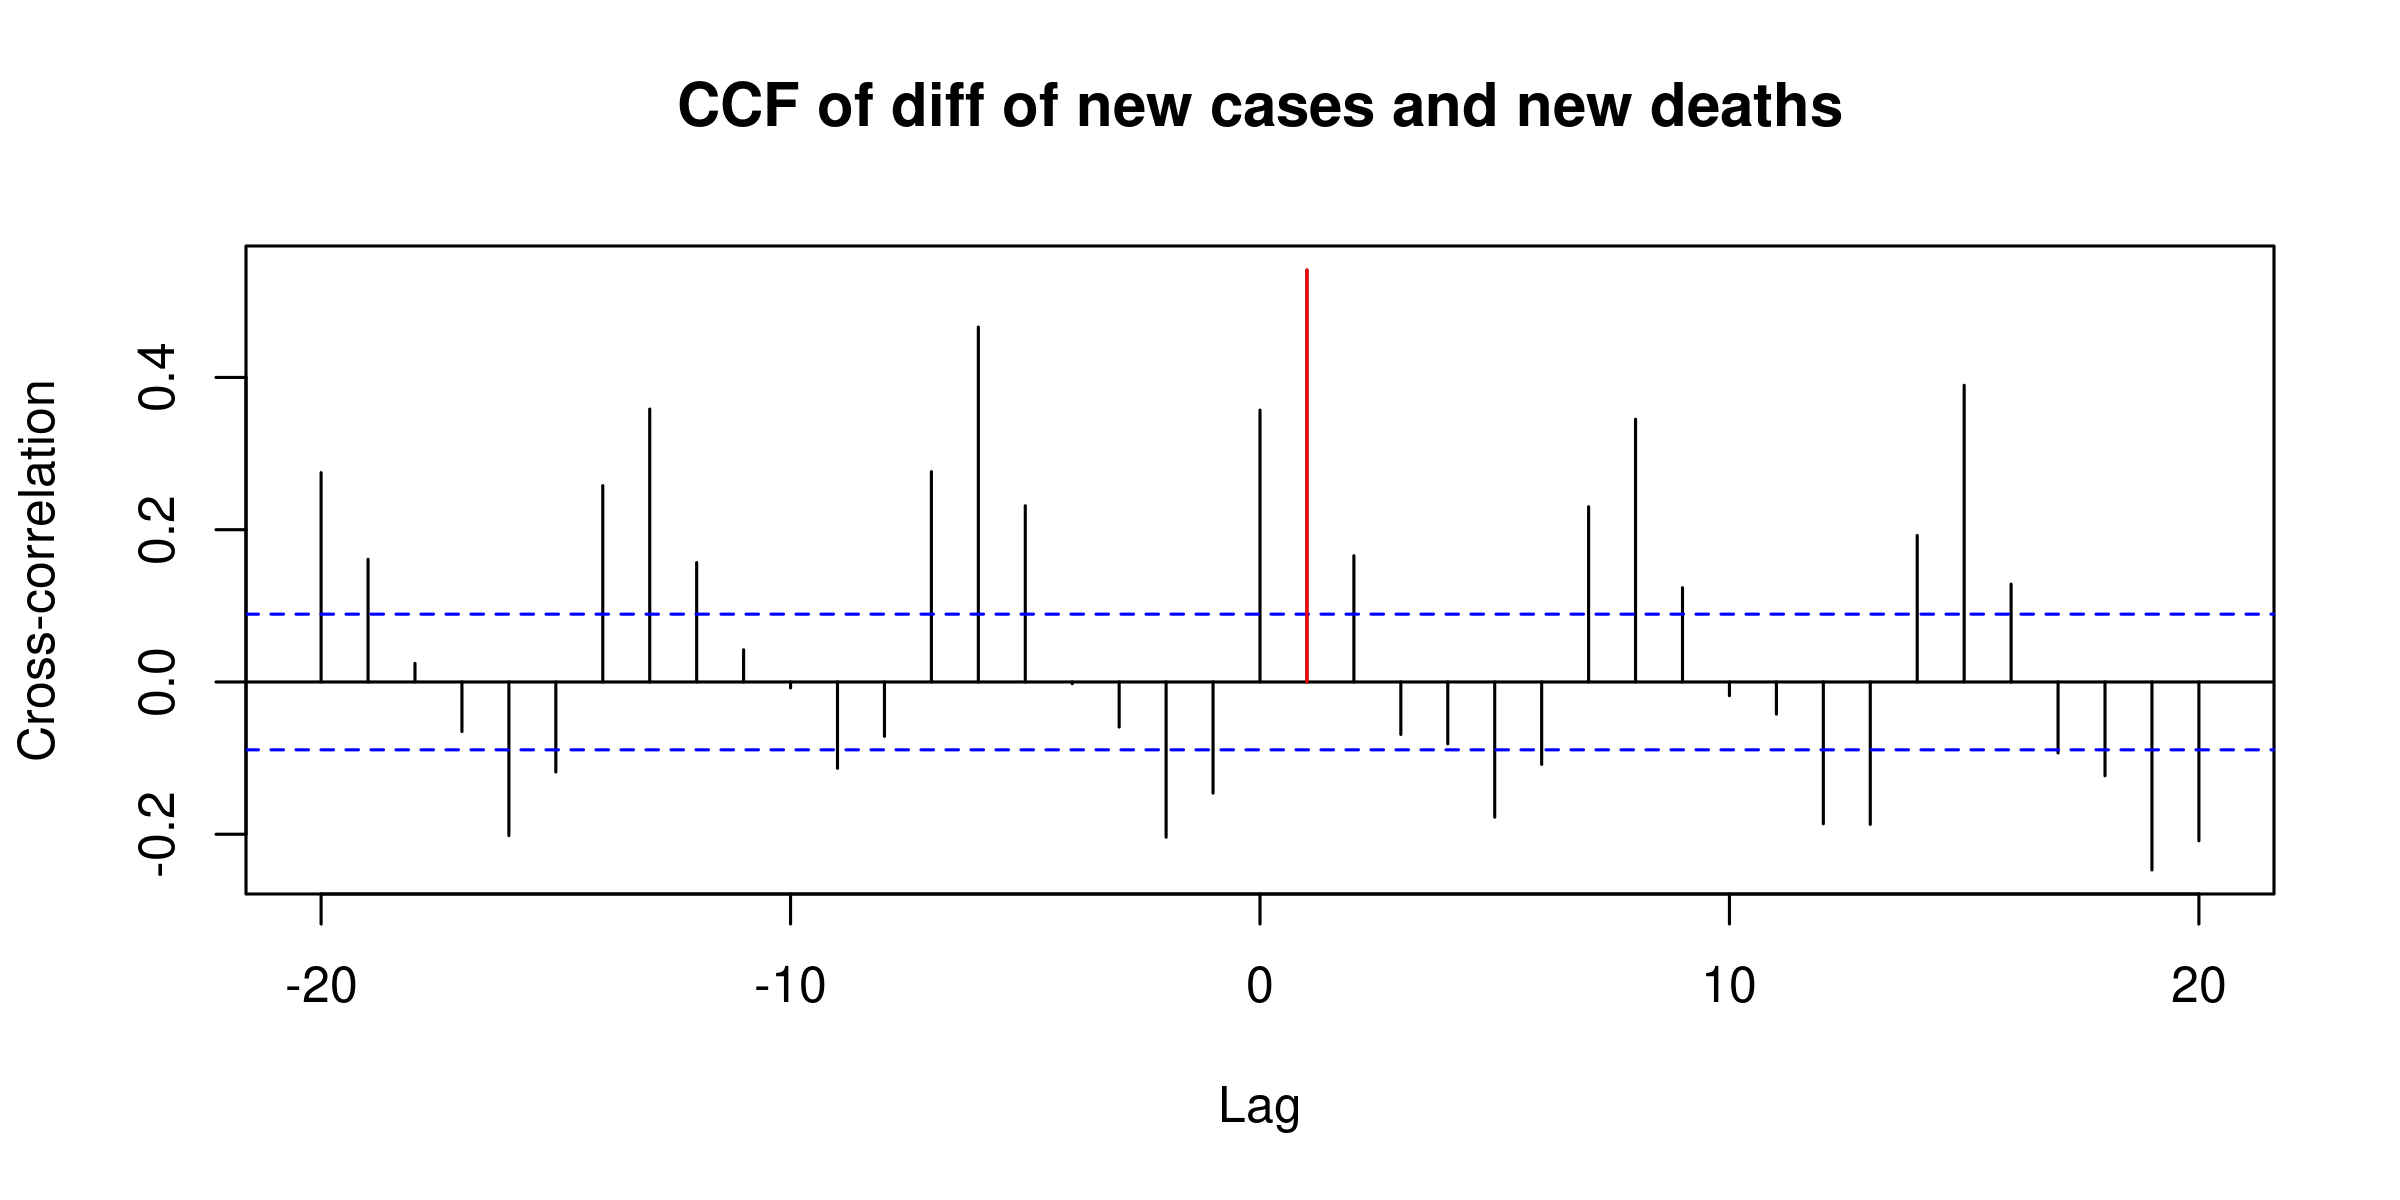 CCF of diff of new cases and new deaths
Cross-correlation
0.4
0.2
0.0
-0.2
-20 -10 0 10 20
Lag